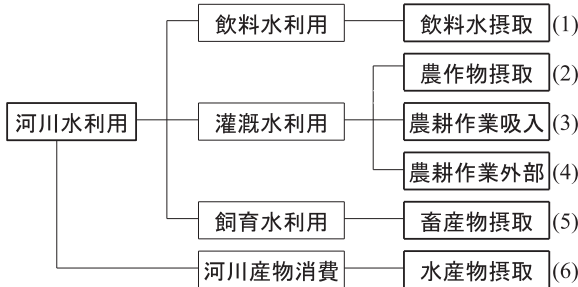 飲料水利用 飲料水摂取 (1)
農作物摂取 (2)
河川水利用 灌漑水利用 農耕作業吸入 (3)
農耕作業外部 (4)
飼育水利用 畜産物摂取 (5)
河川産物消費 水産物摂取 (6)